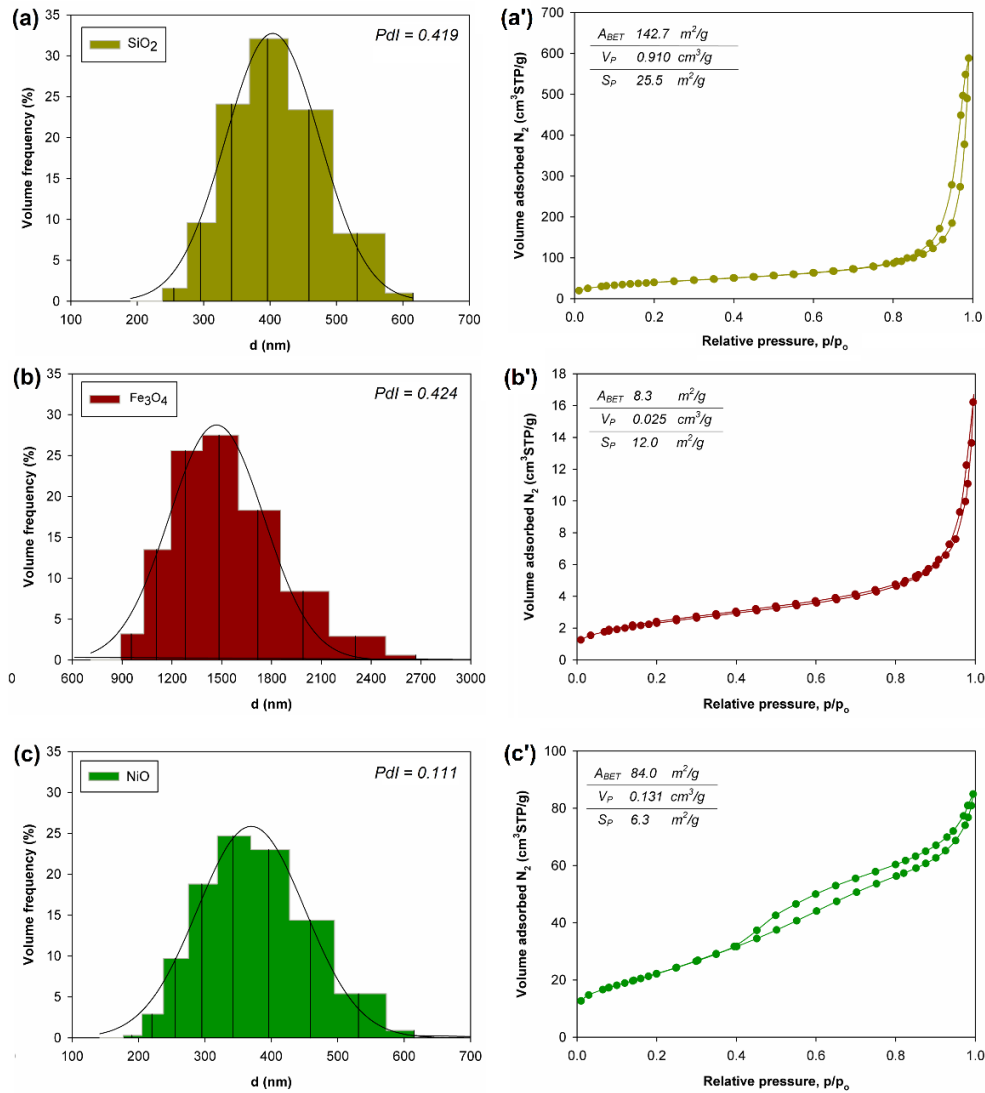 (a)
35
30
25
20
15
10
5
0
Volume frequency (%)
SiO₂
PdI = 0.419
100 200 300 400 500 600 700
d (nm)
(a')
700
600
500
400
300
200
100
0
Volume adsorbed N₂ (cm³STP/g)
A_BET 142.7 m²/g
V_P 0.910 cm³/g
S_P 25.5 m²/g
0.0 0.2 0.4 0.6 0.8 1.0
Relative pressure, p/pₒ
(b)
35
30
25
20
15
10
5
0
Volume frequency (%)
Fe₃O₄
PdI = 0.424
0 600 900 1200 1500 1800 2100 2400 2700 3000
d (nm)
(b')
18
16
14
12
10
8
6
4
2
0
Volume adsorbed N₂ (cm³STP/g)
A_BET 8.3 m²/g
V_P 0.025 cm³/g
S_P 12.0 m²/g
0.0 0.2 0.4 0.6 0.8 1.0
Relative pressure, p/pₒ
(c)
35
30
25
20
15
10
5
0
Volume frequency (%)
NiO
PdI = 0.111
100 200 300 400 500 600 700
d (nm)
(c')
100
80
60
40
20
0
Volume adsorbed N₂ (cm³STP/g)
A_BET 84.0 m²/g
V_P 0.131 cm³/g
S_P 6.3 m²/g
0.0 0.2 0.4 0.6 0.8 1.0
Relative pressure, p/pₒ